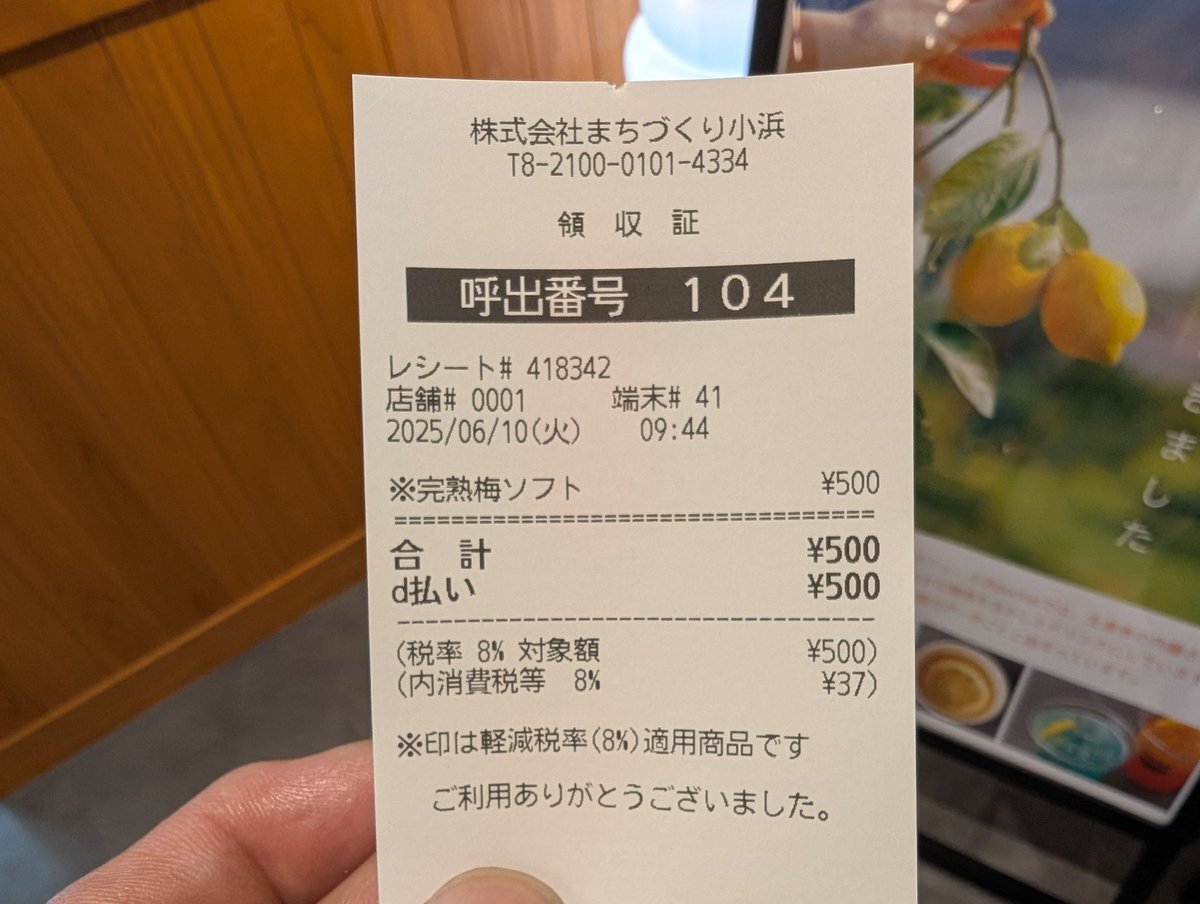 株式会社まちづくり小浜
T8-2100-0101-4334
領 収 証
呼出番号 104
レシート# 418342
店舗# 0001 端末# 41
2025/06/10(火) 09:44
※完熟梅ソフト ¥500
合 計 ¥500
d払い ¥500
(税率 8% 対象額 ¥500)
(内消費税等 8% ¥37)
※印は軽減税率(8%)適用商品です
ご利用ありがとうございました。
ました